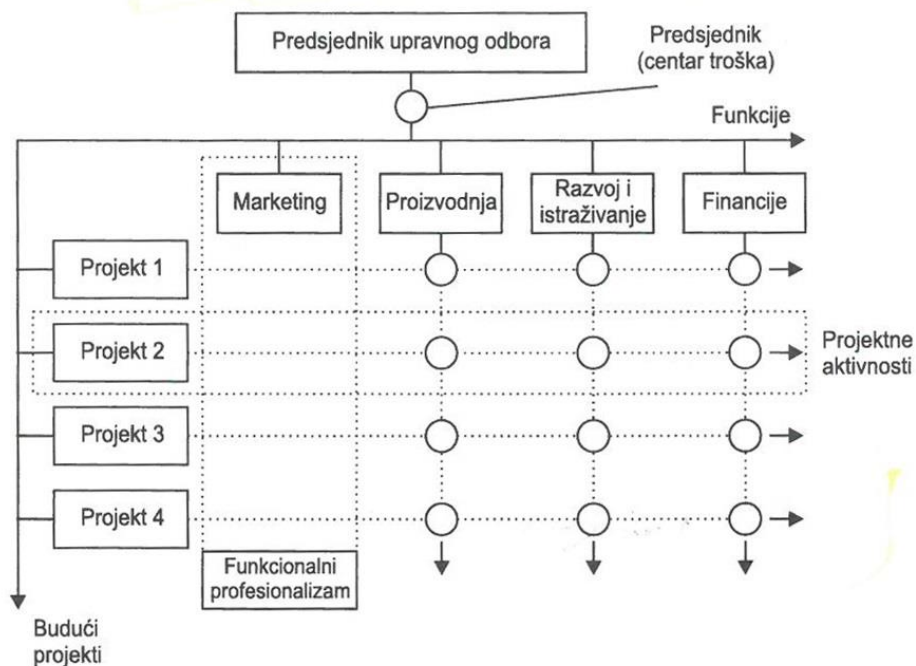 Predsjednik upravnog odbora
Predsjednik
(centar troška)
Funkcije
Marketing
Proizvodnja
Razvoj i
istraživanje
Financije
Projekt 1
Projekt 2
Projektne
aktivnosti
Projekt 3
Projekt 4
Funkcionalni
profesionalizam
Budući
projekti